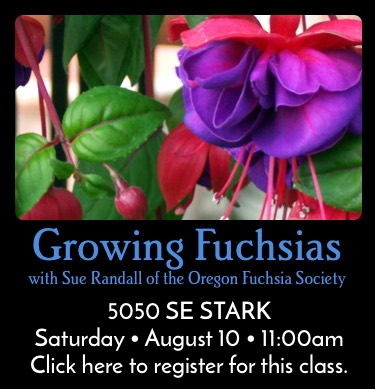 Growing Fuchsias
with Sue Randall of the Oregon Fuchsia Society
5050 SE STARK
Saturday • August 10 • 11:00am
Click here to register for this class.